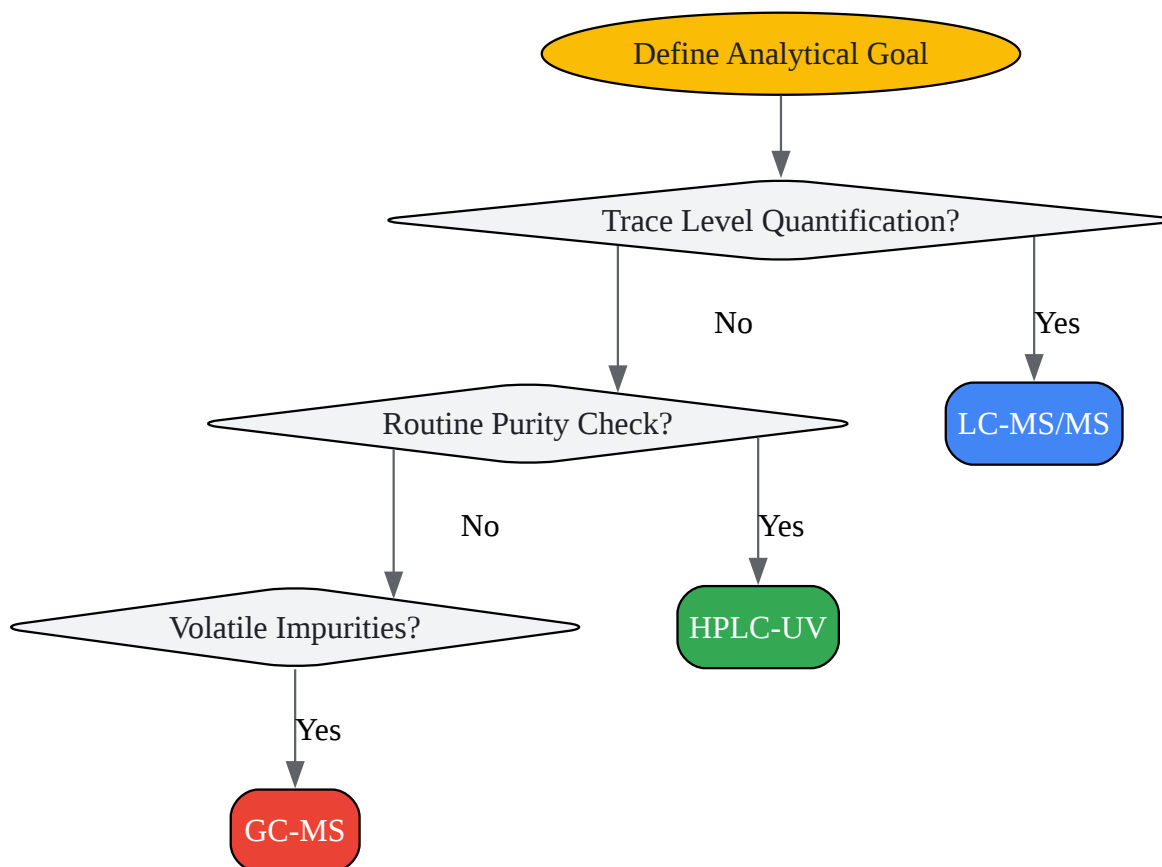 Define Analytical Goal
Trace Level Quantification?
No
Yes
Routine Purity Check?
LC-MS/MS
No
Yes
Volatile Impurities?
HPLC-UV
Yes
GC-MS